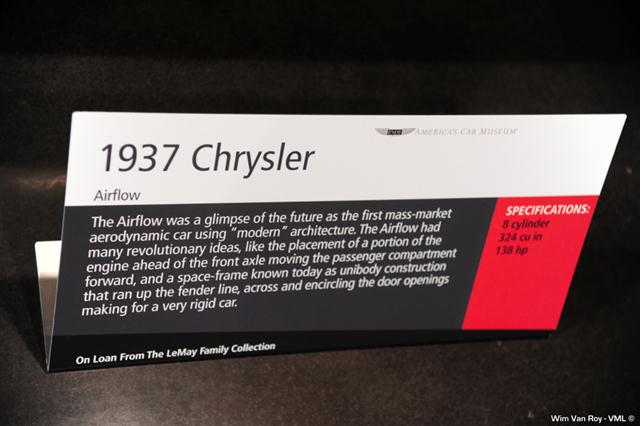 AMERICA'S CAR MUSEUM
1937 Chrysler
Airflow
The Airflow was a glimpse of the future as the first mass-market
aerodynamic car using "modern" architecture. The Airflow had
many revolutionary ideas, like the placement of a portion of the
engine ahead of the front axle moving the passenger compartment
forward, and a space-frame known today as unibody construction
that ran up the fender line, across and encircling the door openings
making for a very rigid car.
SPECIFICATIONS:
8 cylinder
324 cu in
138 hp
On Loan From The LeMay Family Collection
Wim Van Roy - VML ©